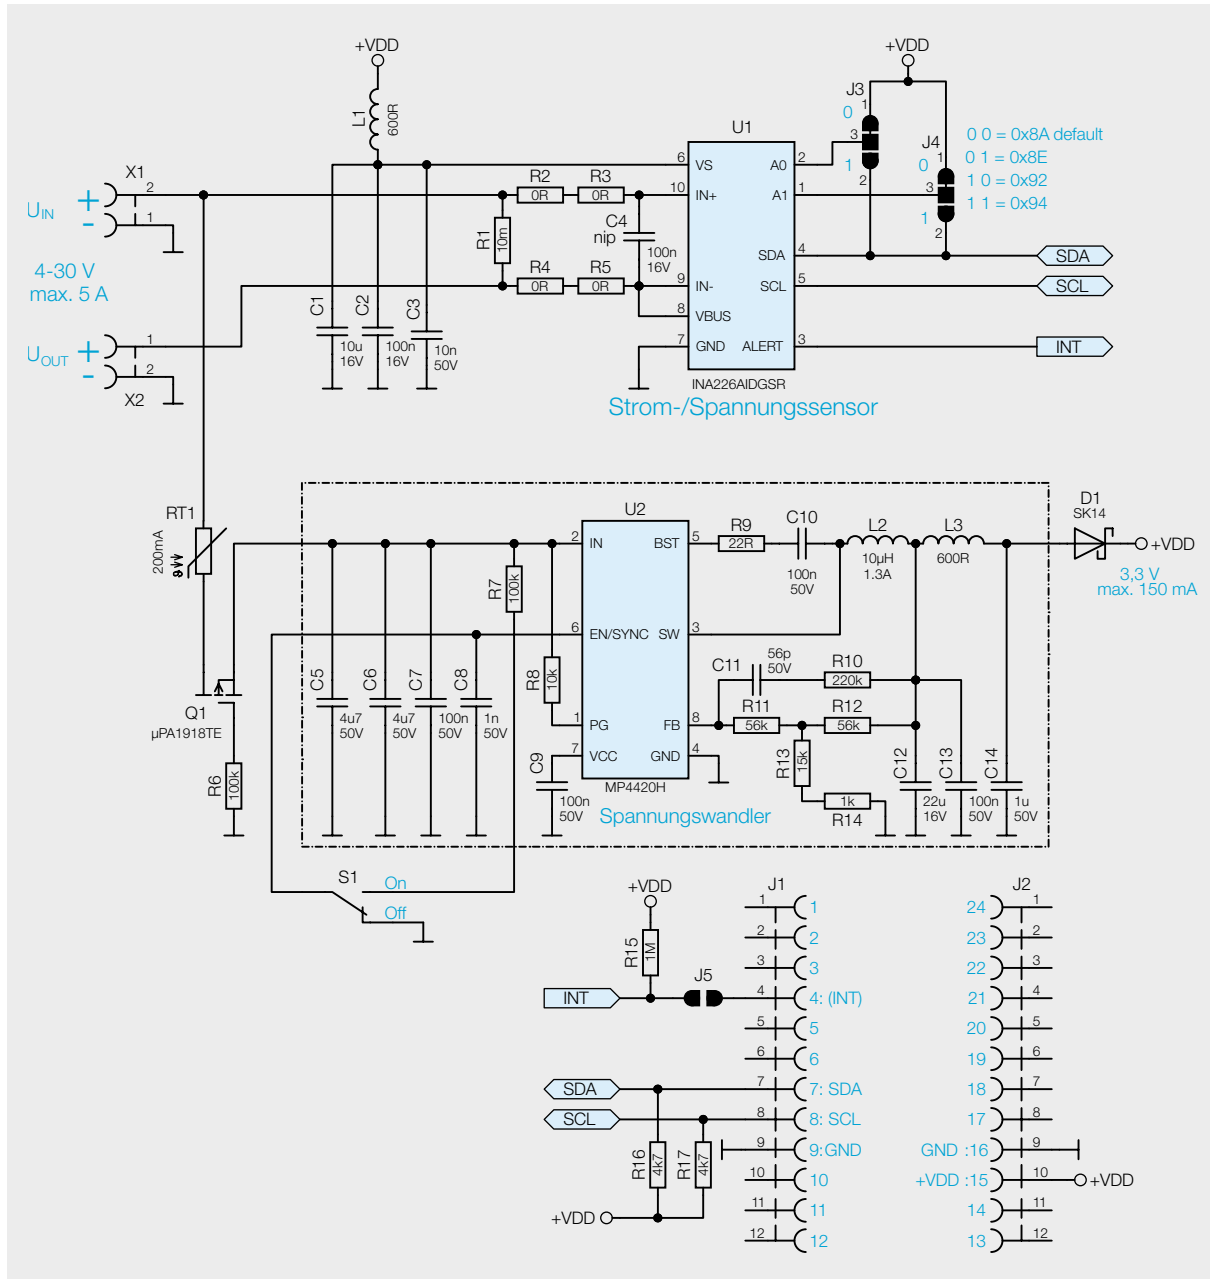 +VDD
L1
600R
+VDD
J3
1
0
3
1
2
J4
1
0
3
1
2
0 0 = 0x8A default
0 1 = 0x8E
1 0 = 0x92
1 1 = 0x94
X1
2
1
UIN
+
-
4-30 V
max. 5 A
UOUT
+
-
1
2
X2
R2
0R
R3
0R
R1
10m
C4
nip
100n
16V
R4
0R
R5
0R
C1
10u
16V
C2
100n
16V
C3
10n
50V
U1
6 VS
10 IN+
9 IN-
8 VBUS
7 GND
A0 2
A1 1
SDA 4
SCL 5
ALERT 3
INA226AIDGSR
Strom-/Spannungssensor
SDA
SCL
INT
RT1
200mA
ϑ
Q1
µPA1918TE
R6
100k
C5
4u7
50V
C6
4u7
50V
C7
100n
50V
C8
1n
50V
R7
100k
R8
10k
C9
100n
50V
U2
2 IN
6 EN/SYNC
1 PG
7 VCC
BST 5
SW 3
FB 8
GND 4
MP4420H
Spannungswandler
R9
22R
C10
100n
50V
L2
10µH
1.3A
L3
600R
D1
SK14
+VDD
3,3 V
max. 150 mA
C11
56p
50V
R10
220k
R11
56k
R12
56k
R13
15k
1k
R14
C12
22u
16V
C13
100n
50V
C14
1u
50V
S1
On
Off
+VDD
R15
1M
INT
J5
SDA
SCL
R16
4k7
R17
4k7
+VDD
J1
1 1
2 2
3 3
4 4: (INT)
5 5
6 6
7 7: SDA
8 8: SCL
9 9:GND
10 10
11 11
12 12
J2
24 1
23 2
22 3
21 4
20 5
19 6
18 7
17 8
GND :16 9
+VDD :15 10 +VDD
14 11
13 12